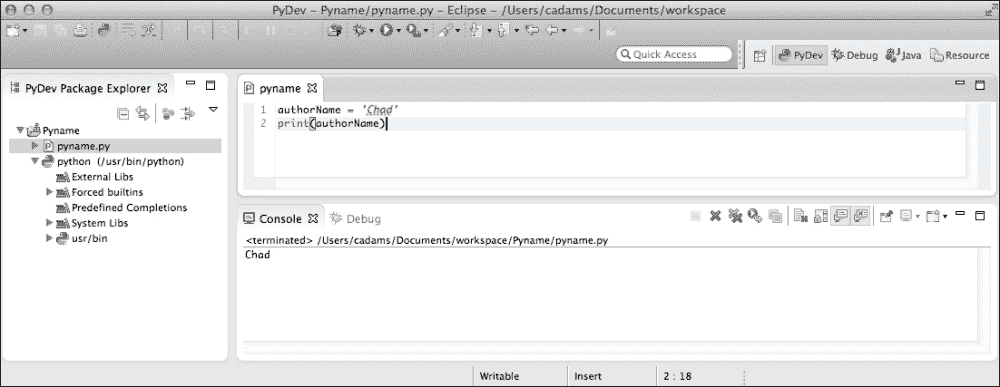 PyDev – Pyname/pyname.py – Eclipse – /Users/cadams/Documents/workspace
Quick Access
PyDev
Debug
Java
Resource
PyDev Package Explorer
Pyname
pyname.py
python (/usr/bin/python)
External Libs
Forced builtins
Predefined Completions
System Libs
usr/bin
pyname
1 authorName = 'Chad'
2 print(authorName)
Console
Debug
<terminated> /Users/cadams/Documents/workspace/Pyname/pyname.py
Chad
Writable
Insert
2 : 18